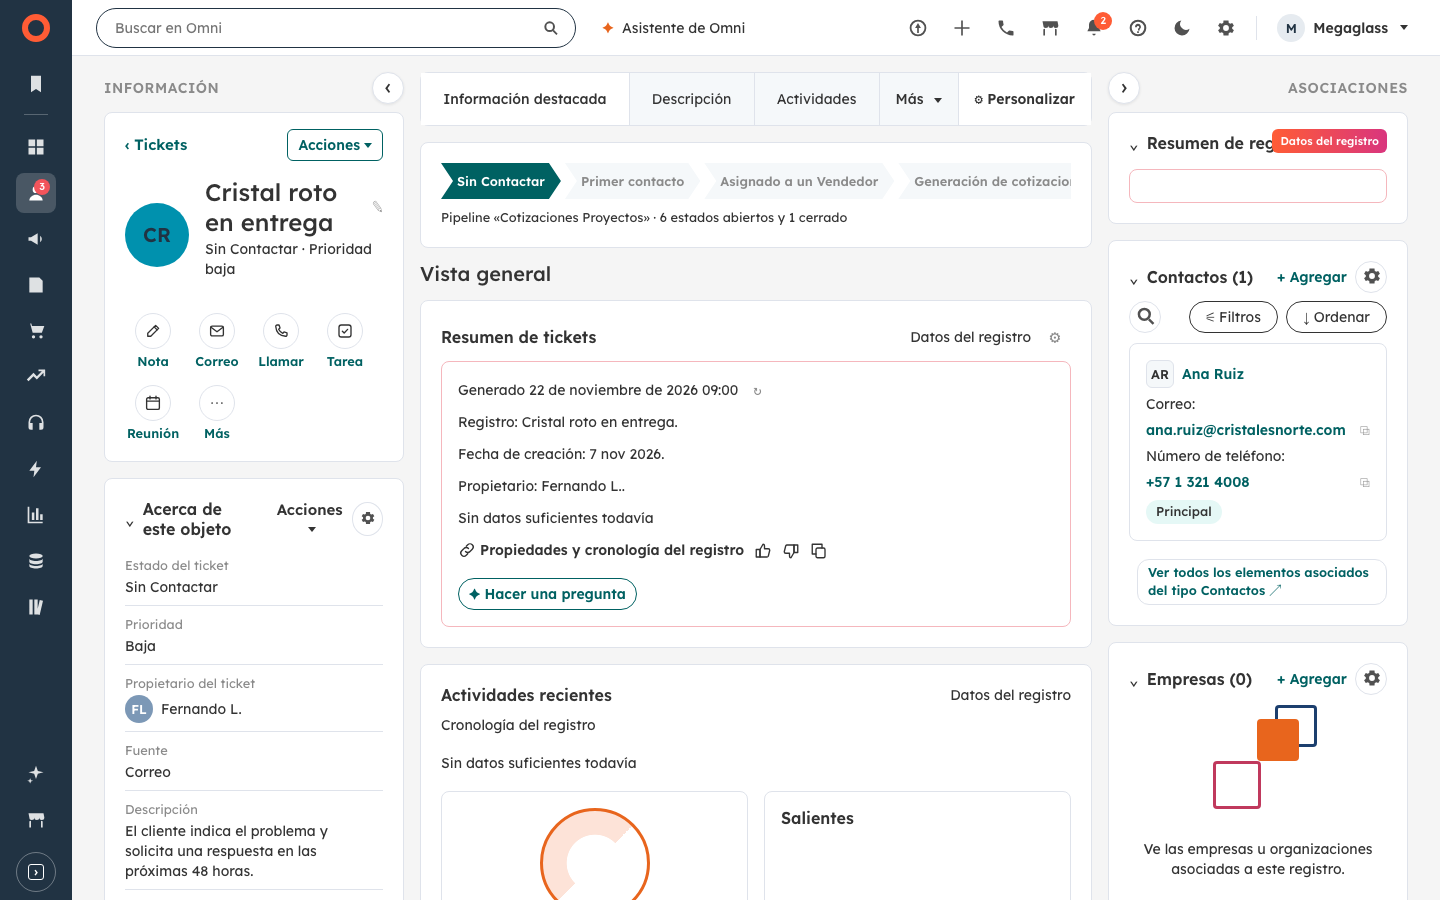 Buscar en Omni
Asistente de Omni
2
M
Megaglass
3
INFORMACIÓN
‹ Tickets
Acciones
CR
Cristal roto
en entrega
Sin Contactar · Prioridad
baja
Nota
Correo
Llamar
Tarea
Reunión
Más
Acerca de
este objeto
Acciones
Estado del ticket
Sin Contactar
Prioridad
Baja
Propietario del ticket
FL
Fernando L.
Fuente
Correo
Descripción
El cliente indica el problema y
solicita una respuesta en las
próximas 48 horas.
Información destacada
Descripción
Actividades
Más
Personalizar
Sin Contactar
Primer contacto
Asignado a un Vendedor
Generación de cotizacion
Pipeline «Cotizaciones Proyectos» · 6 estados abiertos y 1 cerrado
Vista general
Resumen de tickets
Datos del registro
Generado 22 de noviembre de 2026 09:00
Registro: Cristal roto en entrega.
Fecha de creación: 7 nov 2026.
Propietario: Fernando L..
Sin datos suficientes todavía
Propiedades y cronología del registro
Hacer una pregunta
Actividades recientes
Datos del registro
Cronología del registro
Sin datos suficientes todavía
Salientes
ASOCIACIONES
Resumen de reg
Datos del registro
Contactos (1)
+ Agregar
Filtros
Ordenar
AR
Ana Ruiz
Correo:
ana.ruiz@cristalesnorte.com
Número de teléfono:
+57 1 321 4008
Principal
Ver todos los elementos asociados
del tipo Contactos
Empresas (0)
+ Agregar
Ve las empresas u organizaciones
asociadas a este registro.